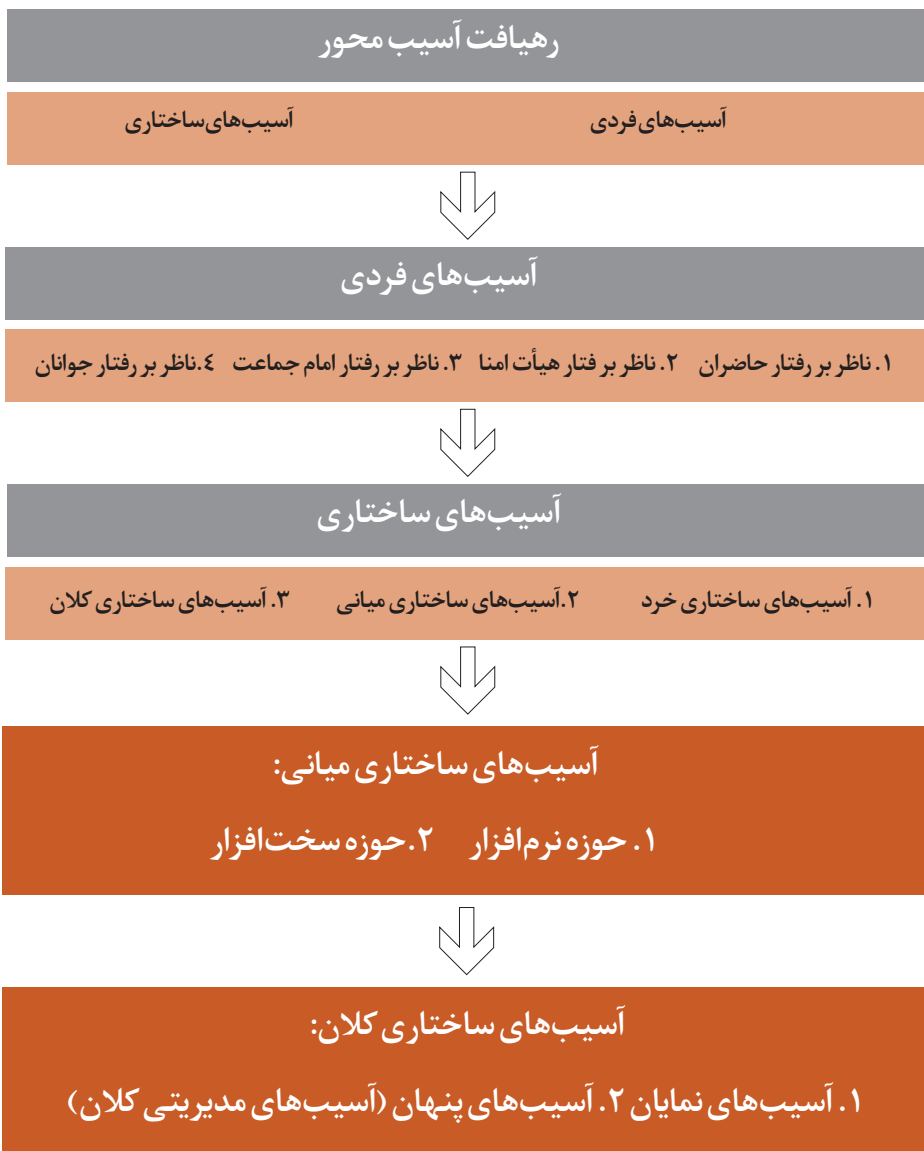 رهیافت آسیب محور
آسیب‌های فردی آسیب‌های ساختاری
آسیب‌های فردی
۱. ناظر بر رفتار حاضران ۲. ناظر بر فتار هیأت امنا ۳. ناظر بر رفتار امام جماعت ۴. ناظر بر رفتار جوانان
آسیب‌های ساختاری
۱. آسیب‌های ساختاری خرد ۲. آسیب‌های ساختاری میانی ۳. آسیب‌های ساختاری کلان
آسیب‌های ساختاری میانی:
۱. حوزه نرم‌افزار ۲. حوزه سخت‌افزار
آسیب‌های ساختاری کلان:
۱. آسیب‌های نمایان ۲. آسیب‌های پنهان (آسیب‌های مدیریتی کلان)